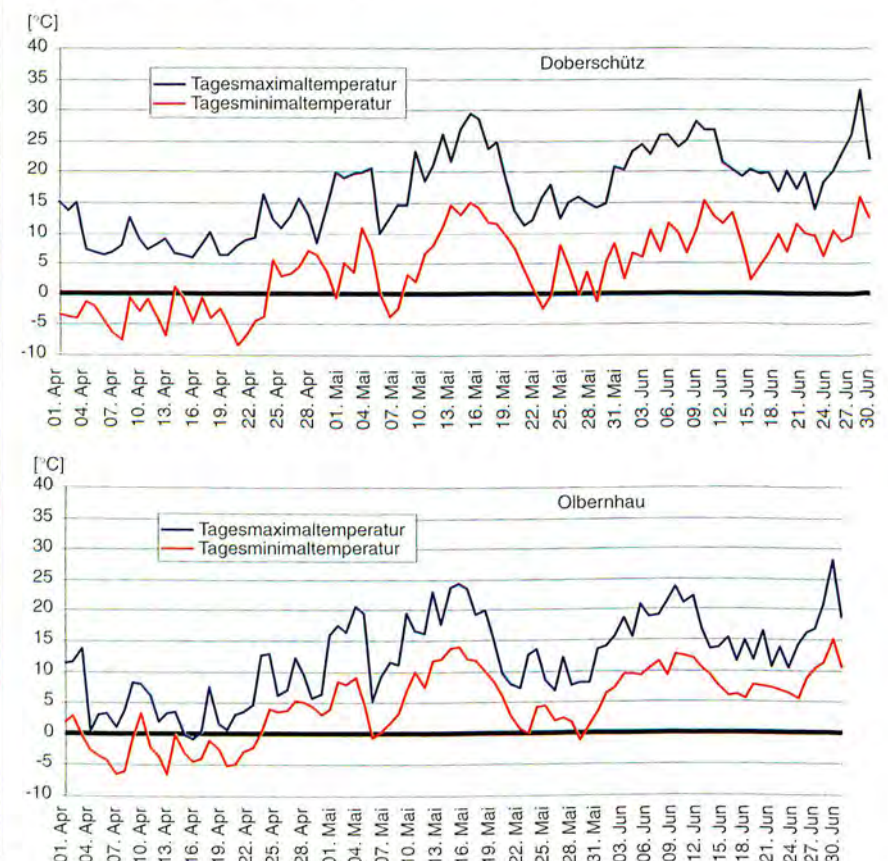 [°C]
40
35
30
25
20
15
10
5
0
-5
-10
Doberschütz
Tagesmaximaltemperatur
Tagesminimaltemperatur
01. Apr
04. Apr
07. Apr
10. Apr
13. Apr
16. Apr
19. Apr
22. Apr
25. Apr
28. Apr
01. Mai
04. Mai
07. Mai
10. Mai
13. Mai
16. Mai
19. Mai
22. Mai
25. Mai
28. Mai
31. Mai
03. Jun
06. Jun
09. Jun
12. Jun
15. Jun
18. Jun
21. Jun
24. Jun
27. Jun
30. Jun
[°C]
40
35
30
25
20
15
10
5
0
-5
-10
Olbernhau
Tagesmaximaltemperatur
Tagesminimaltemperatur
01. Apr
04. Apr
07. Apr
10. Apr
13. Apr
16. Apr
19. Apr
22. Apr
25. Apr
28. Apr
01. Mai
04. Mai
07. Mai
10. Mai
13. Mai
16. Mai
19. Mai
22. Mai
25. Mai
28. Mai
31. Mai
03. Jun
06. Jun
09. Jun
12. Jun
15. Jun
18. Jun
21. Jun
24. Jun
27. Jun
30. Jun